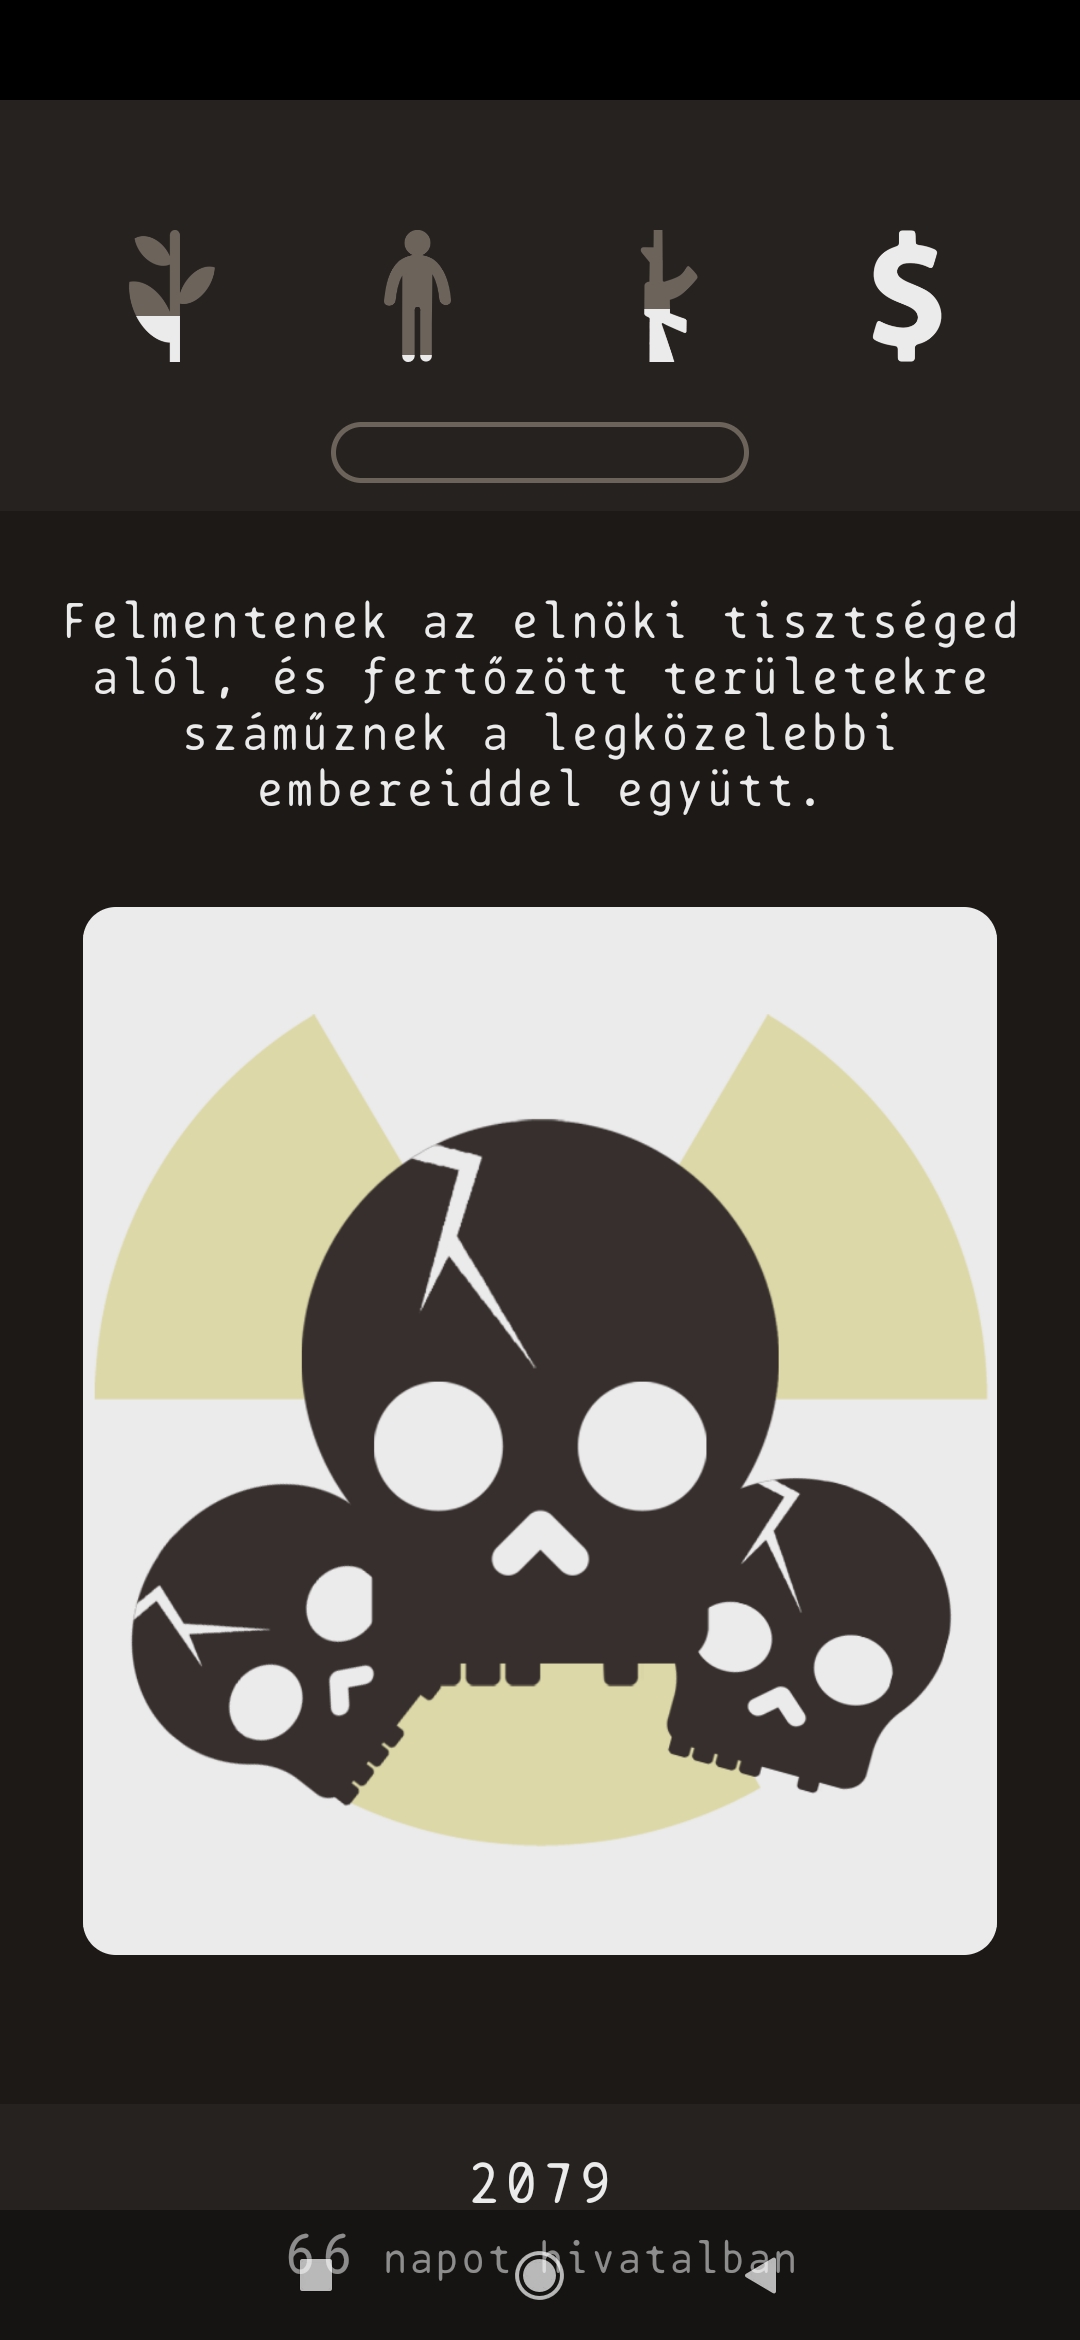 Felmentenek az elnöki tisztséged
alól, és fertőzött területekre
száműznek a legközelebbi
embereiddel együtt.
2079
66 napot hivatalban